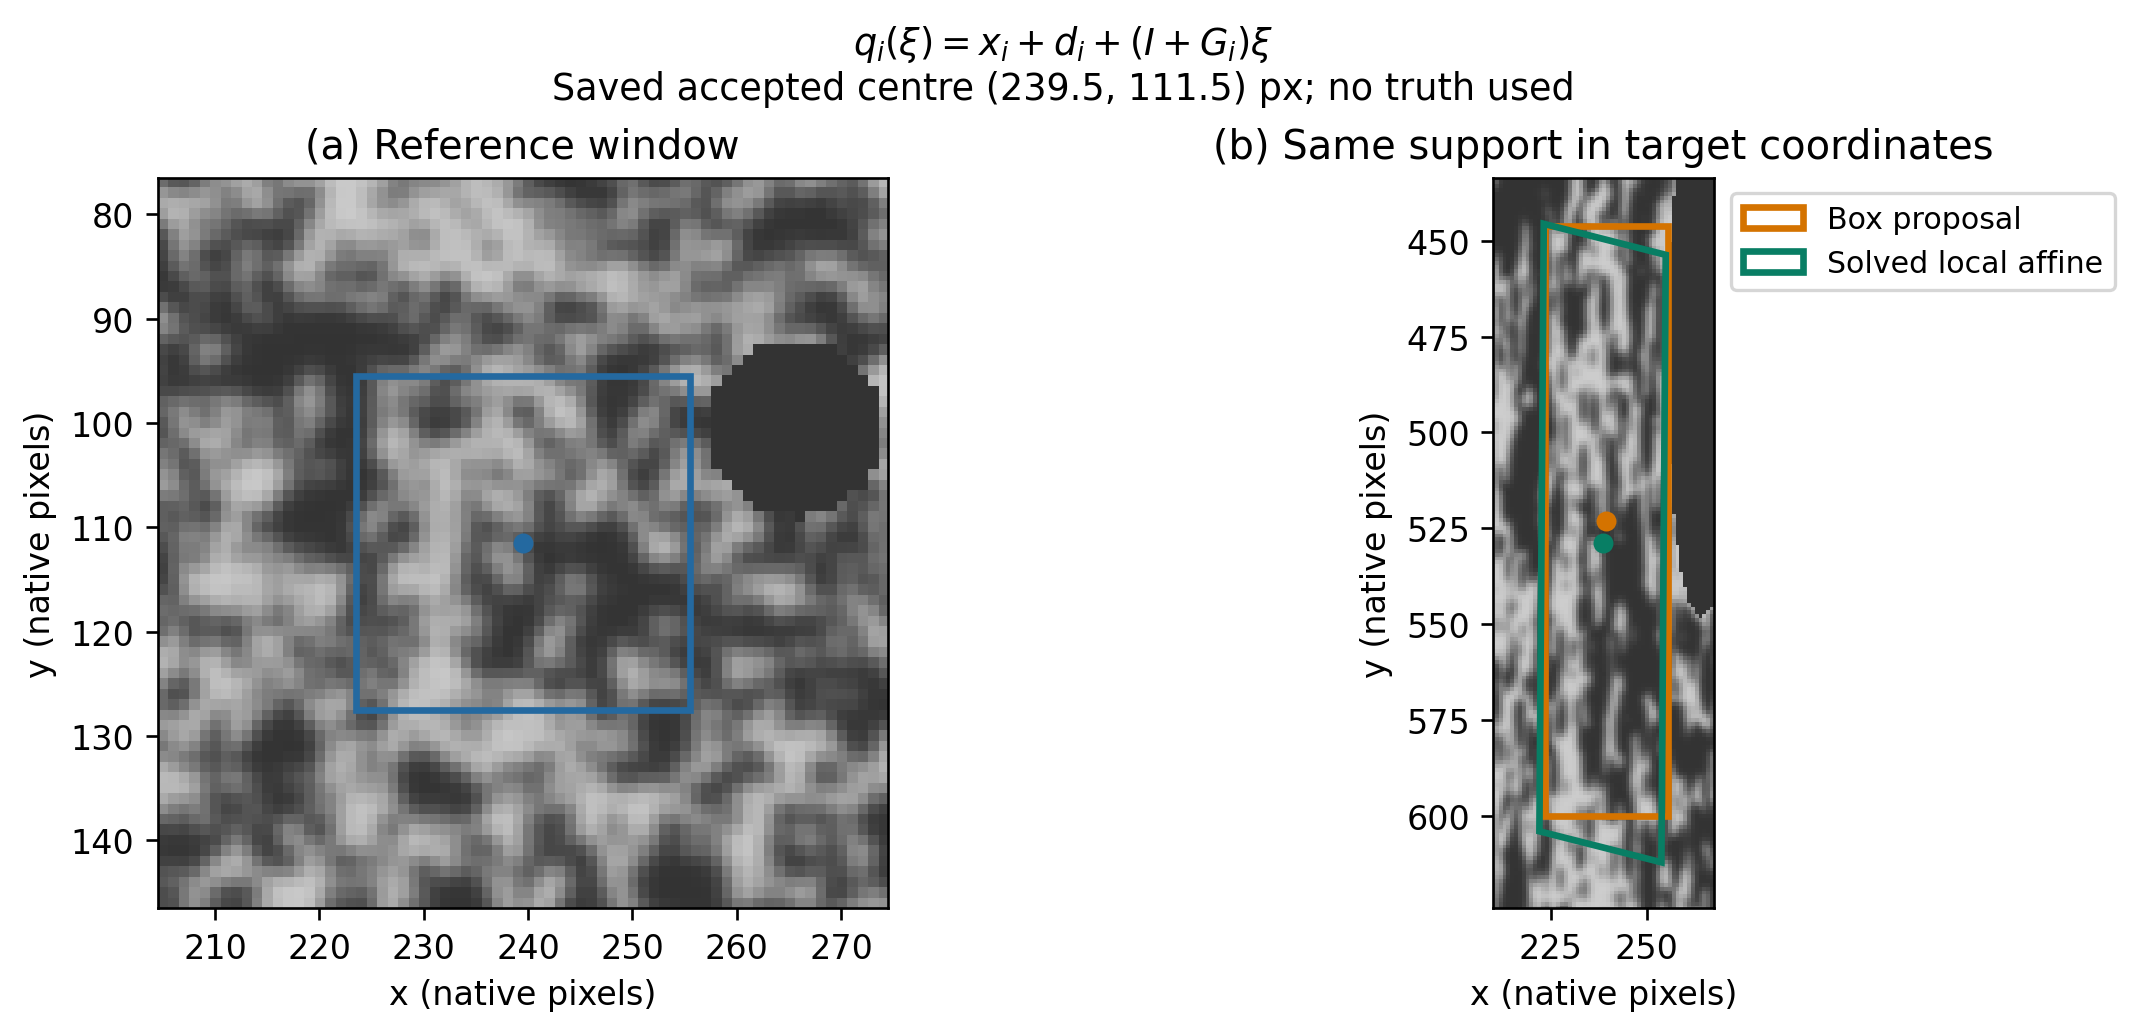 q_i(ξ) = x_i + d_i + (I + G_i)ξ
Saved accepted centre (239.5, 111.5) px; no truth used
(a) Reference window
80
90
100
110
120
130
140
y (native pixels)
210 220 230 240 250 260 270
x (native pixels)
(b) Same support in target coordinates
450
475
500
525
550
575
600
y (native pixels)
225 250
x (native pixels)
Box proposal
Solved local affine